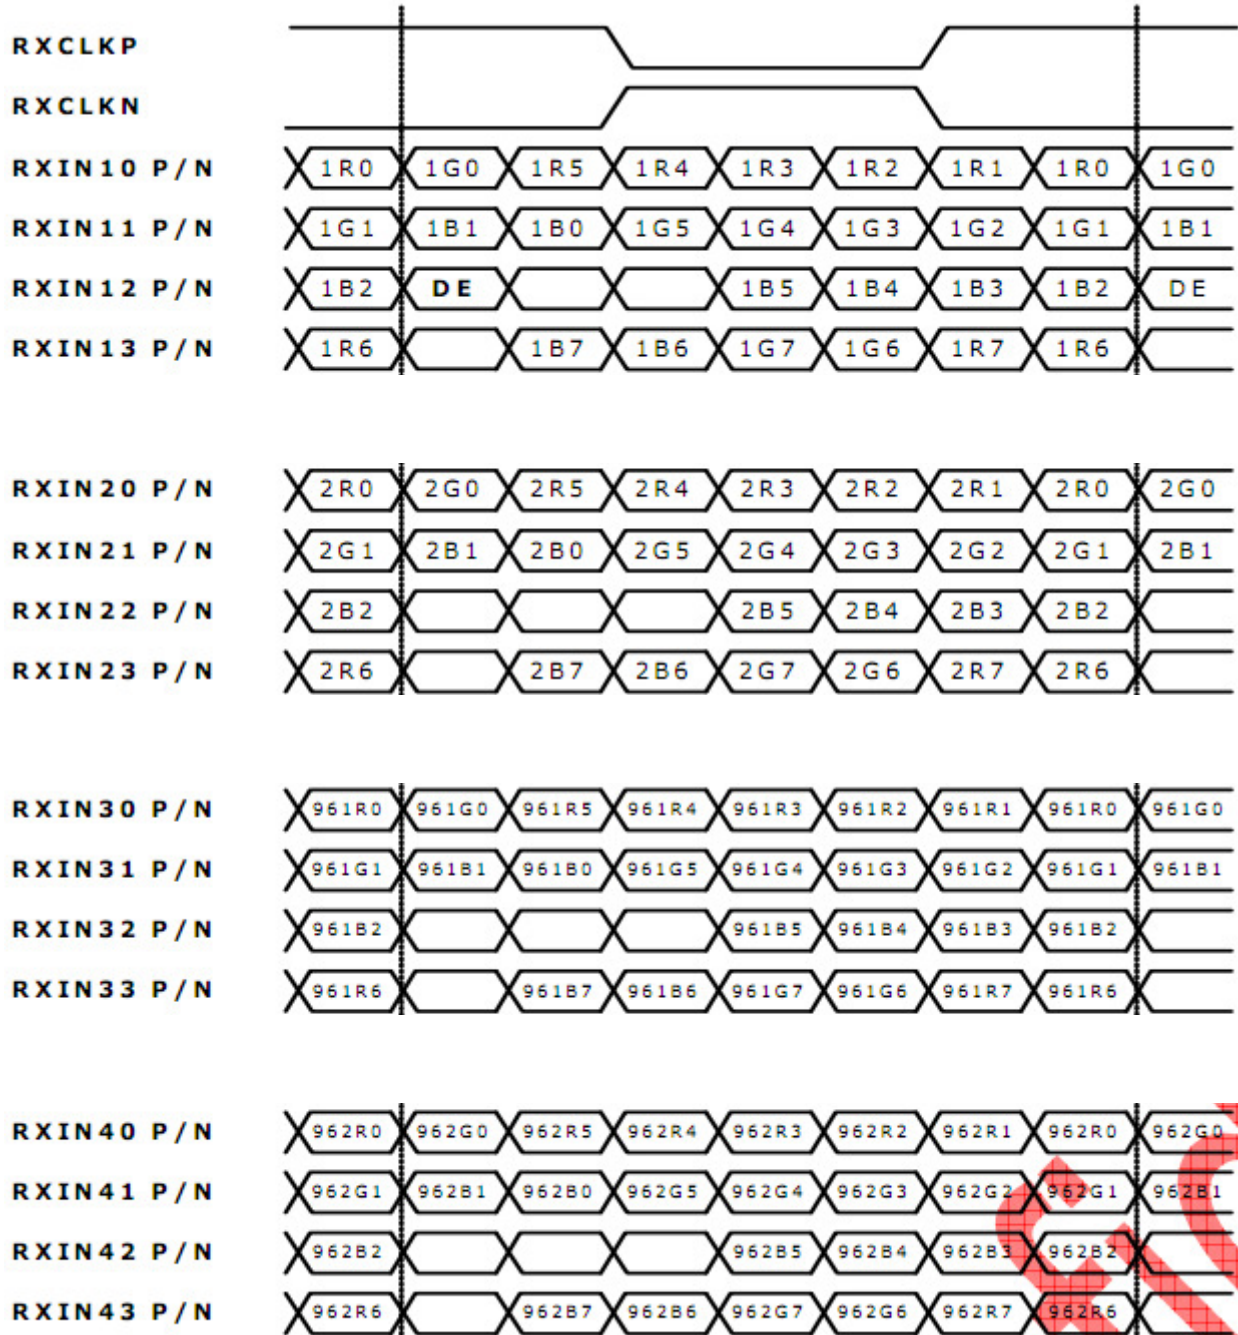 RXCLKP
RXCLKN
RXIN10 P/N 1R0 1G0 1R5 1R4 1R3 1R2 1R1 1R0 1G0
RXIN11 P/N 1G1 1B1 1B0 1G5 1G4 1G3 1G2 1G1 1B1
RXIN12 P/N 1B2 DE 1B5 1B4 1B3 1B2 DE
RXIN13 P/N 1R6 1B7 1B6 1G7 1G6 1R7 1R6
RXIN20 P/N 2R0 2G0 2R5 2R4 2R3 2R2 2R1 2R0 2G0
RXIN21 P/N 2G1 2B1 2B0 2G5 2G4 2G3 2G2 2G1 2B1
RXIN22 P/N 2B2 2B5 2B4 2B3 2B2
RXIN23 P/N 2R6 2B7 2B6 2G7 2G6 2R7 2R6
RXIN30 P/N 961R0 961G0 961R5 961R4 961R3 961R2 961R1 961R0 961G0
RXIN31 P/N 961G1 961B1 961B0 961G5 961G4 961G3 961G2 961G1 961B1
RXIN32 P/N 961B2 961B5 961B4 961B3 961B2
RXIN33 P/N 961R6 961B7 961B6 961G7 961G6 961R7 961R6
RXIN40 P/N 962R0 962G0 962R5 962R4 962R3 962R2 962R1 962R0 962G0
RXIN41 P/N 962G1 962B1 962B0 962G5 962G4 962G3 962G2 962G1 962B1
RXIN42 P/N 962B2 962B5 962B4 962B3 962B2
RXIN43 P/N 962R6 962B7 962B6 962G7 962G6 962R7 962R6